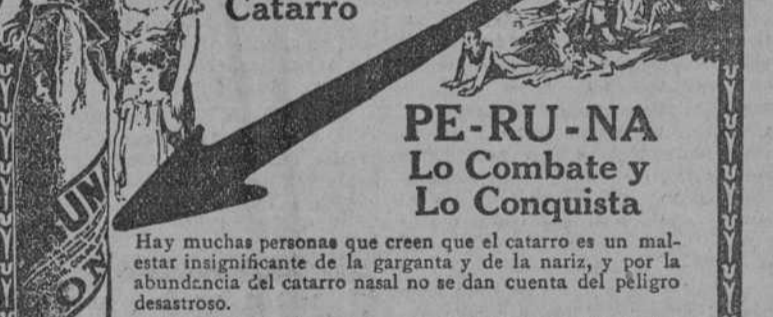 Catarro
PE-RU-NA
Lo Combate y
Lo Conquista
UN
ON
Hay muchas personas que creen que el catarro es un mal-
estar insignificante de la garganta y de la nariz, y por la
abundancia del catarro nasal no se dan cuenta del peligro
desastroso.